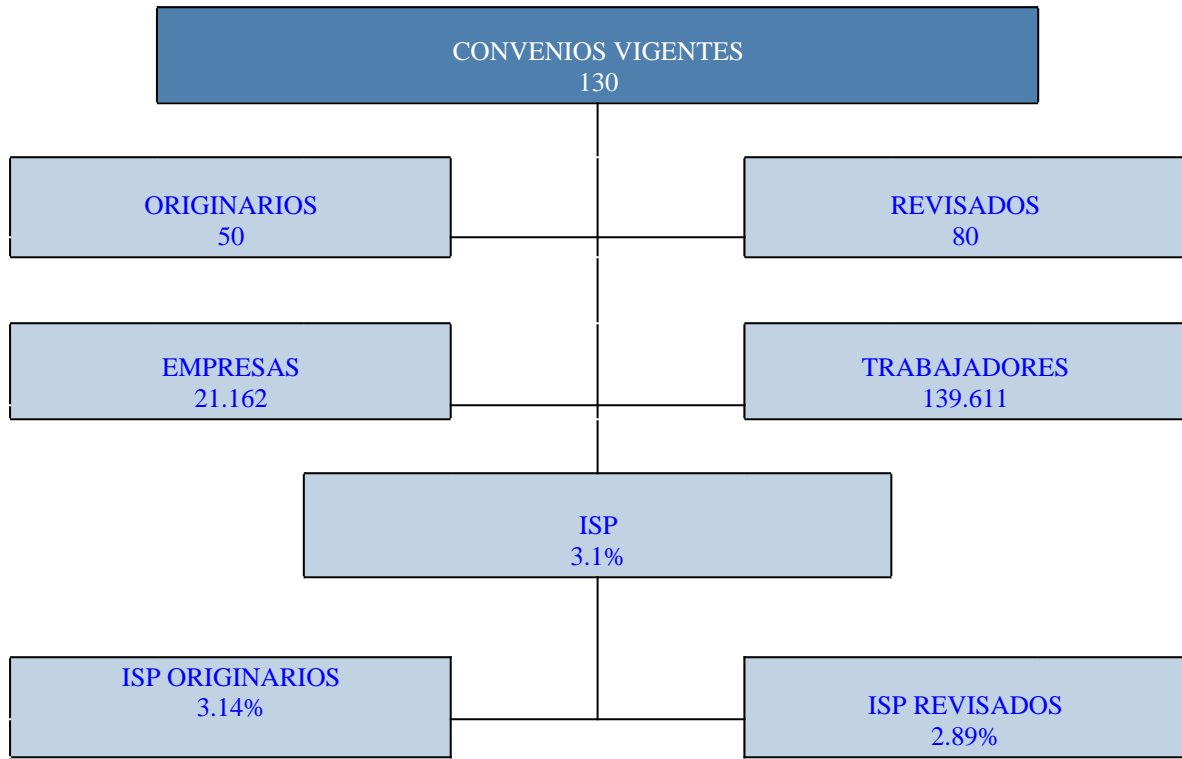 CONVENIOS VIGENTES
130
ORIGINARIOS
50
REVISADOS
80
EMPRESAS
21.162
TRABAJADORES
139.611
ISP
3.1%
ISP ORIGINARIOS
3.14%
ISP REVISADOS
2.89%